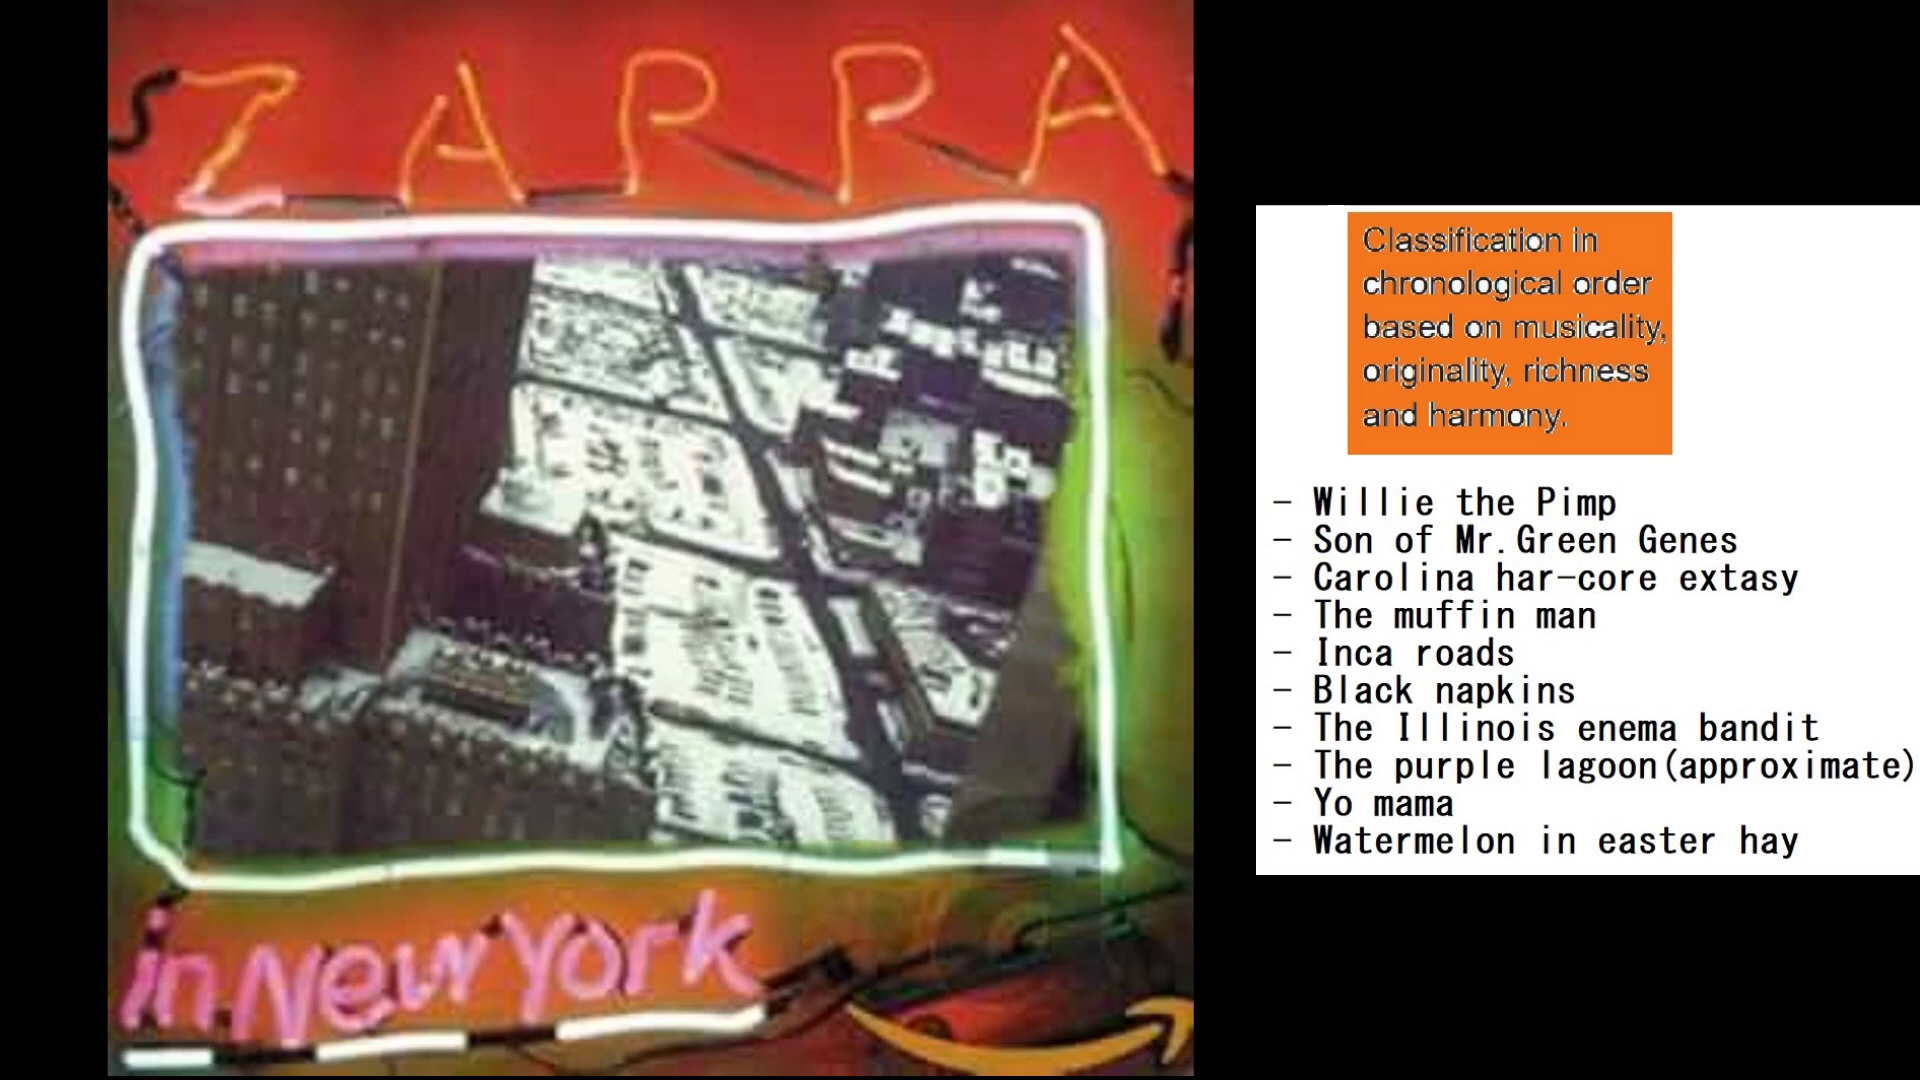 ZAPPA
in New York
Classification in
chronological order
based on musicality,
originality, richness
and harmony.
- Willie the Pimp
- Son of Mr.Green Genes
- Carolina har-core extasy
- The muffin man
- Inca roads
- Black napkins
- The Illinois enema bandit
- The purple lagoon(approximate)
- Yo mama
- Watermelon in easter hay